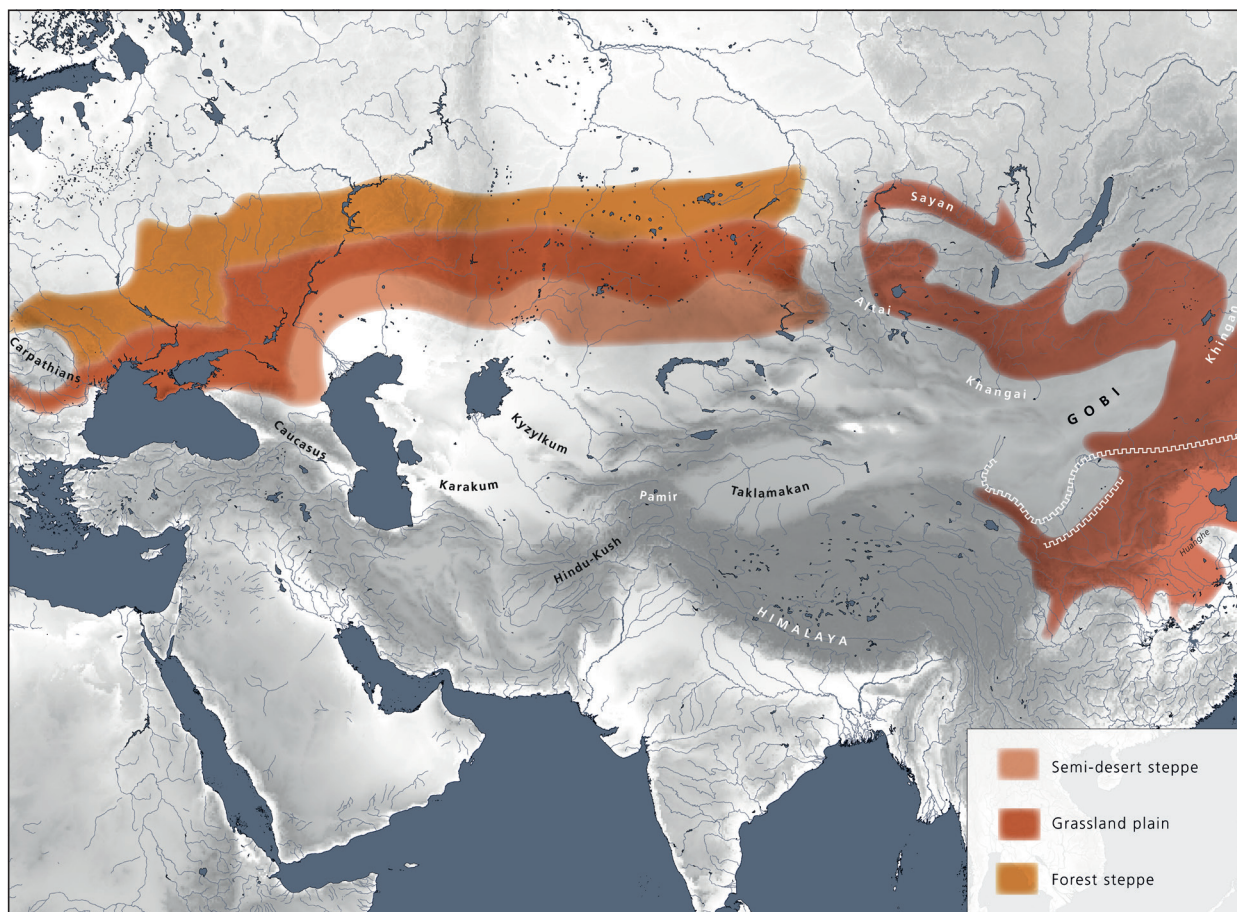 Sayan
Altai
Khingan
Carpathians
Khangai
GOBI
Caucasus
Kyzylkum
Karakum
Pamir
Taklamakan
Huanghe
Hindu-Kush
HIMALAYA
Semi-desert steppe
Grassland plain
Forest steppe